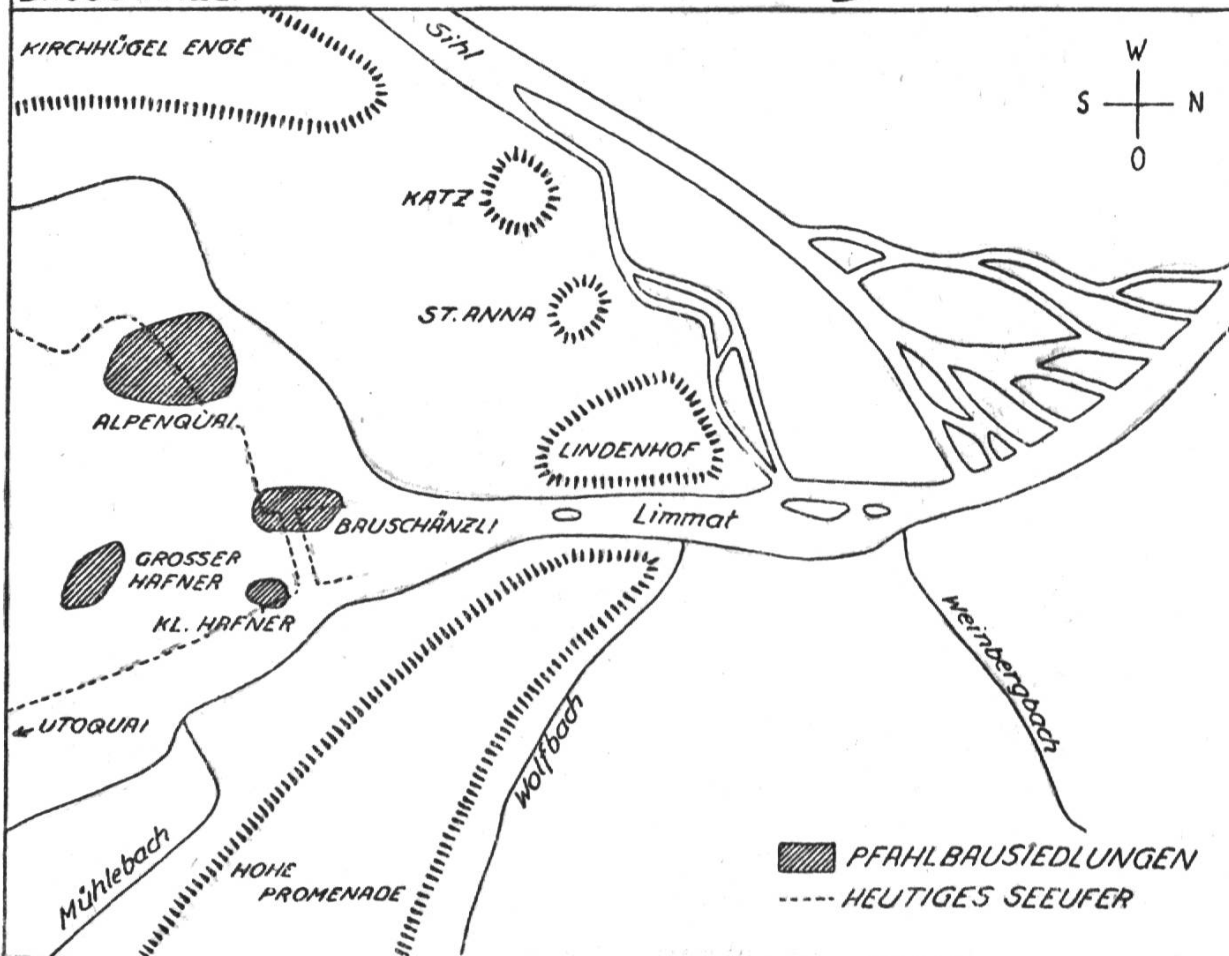 KIRCHHÜGEL ENGE
Sihl
W
S
N
O
KATZ
ST. ANNA
LINDENHOF
ALPENQUAI
BAUSCHÄNZLI
Limmat
GROSSER
HAFNER
KL. HAFNER
UTOQUAI
Mühlebach
HOHE
PROMENADE
Wolfbach
Weinbergbach
PFAHLBAUSIEDLUNGEN
HEUTIGES SEEUFER